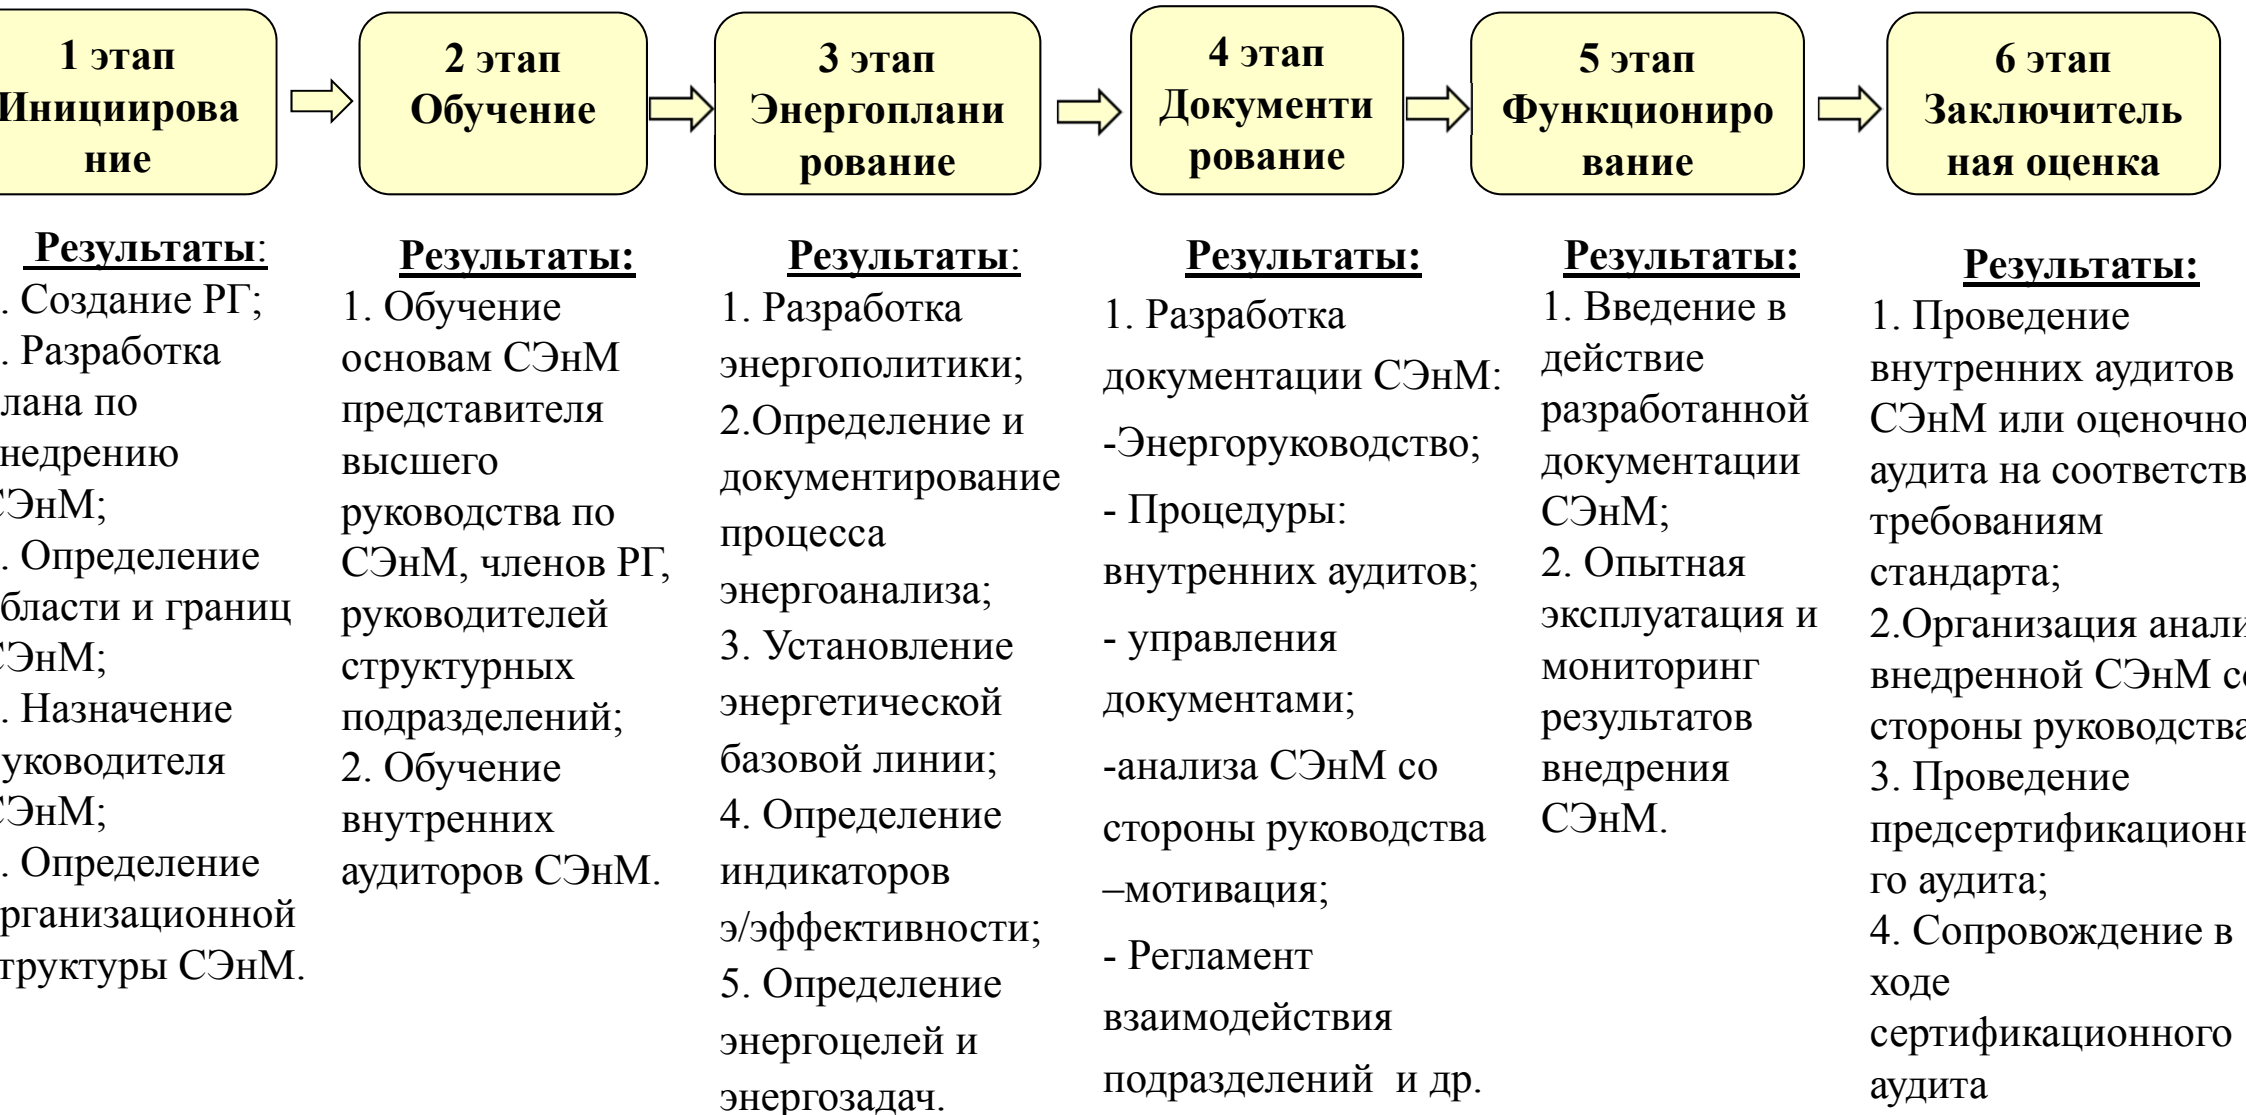 1 этап
Инициирова
ние
2 этап
Обучение
3 этап
Энергоплани
рование
4 этап
Документи
рование
5 этап
Функциониро
вание
6 этап
Заключитель
ная оценка
Результаты:
. Создание РГ;
. Разработка
лана по
недрению
СЭнМ;
. Определение
бласти и границ
СЭнМ;
. Назначение
уководителя
СЭнМ;
. Определение
рганизационной
труктуры СЭнМ.
Результаты:
1. Обучение
основам СЭнМ
представителя
высшего
руководства по
СЭнМ, членов РГ,
руководителей
структурных
подразделений;
2. Обучение
внутренних
аудиторов СЭнМ.
Результаты:
1. Разработка
энергополитики;
2.Определение и
документирование
процесса
энергоанализа;
3. Установление
энергетической
базовой линии;
4. Определение
индикаторов
э/эффективности;
5. Определение
энергоцелей и
энергозадач.
Результаты:
1. Разработка
документации СЭнМ:
-Энергоруководство;
- Процедуры:
внутренних аудитов;
- управления
документами;
-анализа СЭнМ со
стороны руководства
–мотивация;
- Регламент
взаимодействия
подразделений и др.
Результаты:
1. Введение в
действие
разработанной
документации
СЭнМ;
2. Опытная
эксплуатация и
мониторинг
результатов
внедрения
СЭнМ.
Результаты:
1. Проведение
внутренних аудитов
СЭнМ или оценочно
аудита на соответств
требованиям
стандарта;
2.Организация анали
внедренной СЭнМ со
стороны руководства
3. Проведение
предсертификационн
го аудита;
4. Сопровождение в
ходе
сертификационного
аудита